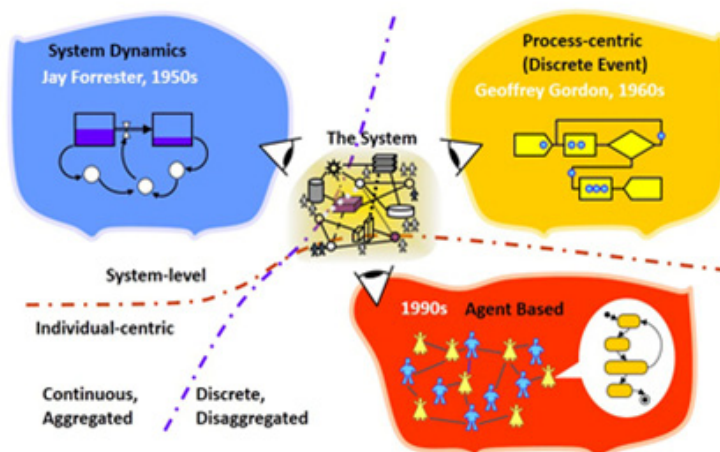 System Dynamics
Jay Forrester, 1950s
Process-centric
(Discrete Event)
Geoffrey Gordon, 1960s
The System
System-level
Individual-centric
1990s Agent Based
Continuous,
Aggregated
Discrete,
Disaggregated